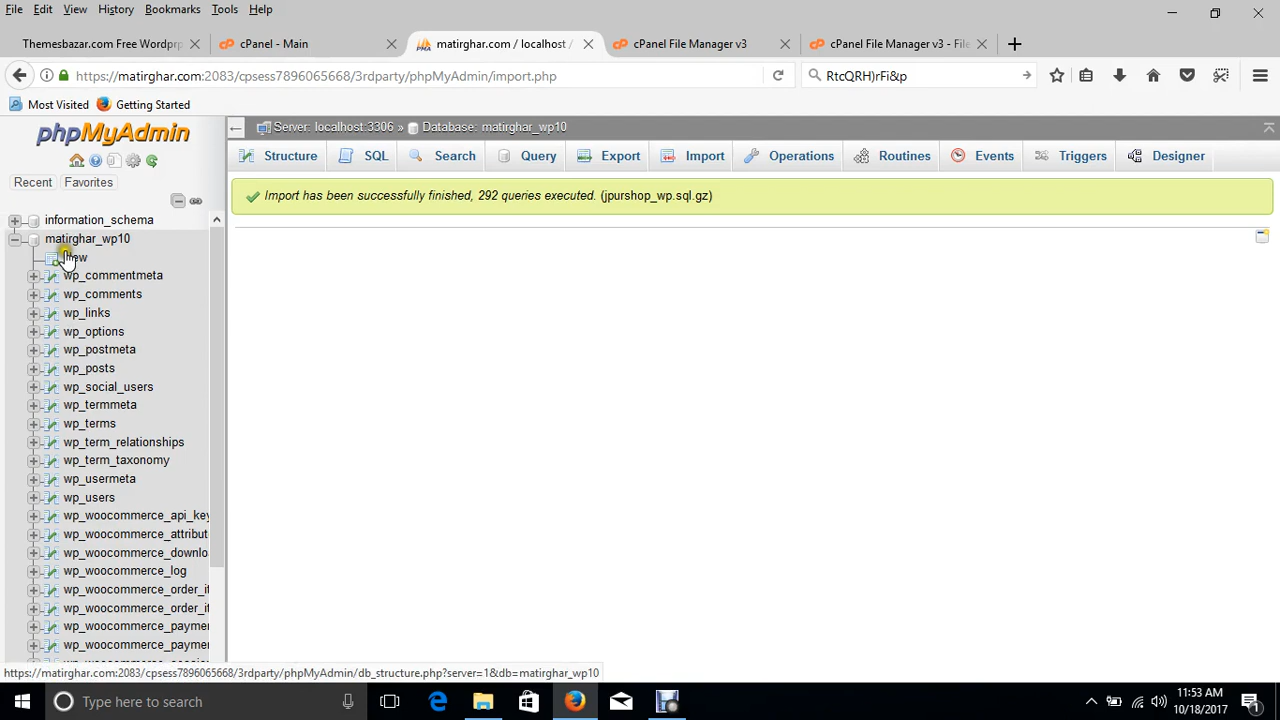 File Edit View History Bookmarks Tools Help
Themesbazar.com Free Wordpr
cPanel - Main
matirghar.com / localhost /
cPanel File Manager v3
cPanel File Manager v3 - File
https://matirghar.com:2083/cpsess7896065668/3rdparty/phpMyAdmin/import.php
RtcQRH)rFi&p
Most Visited
Getting Started
phpMyAdmin
Server: localhost:3306 » Database: matirghar_wp10
Structure SQL Search Query Export Import Operations Routines Events Triggers Designer
Recent Favorites
Import has been successfully finished, 292 queries executed. (jpurshop_wp.sql.gz)
information_schema
matirghar_wp10
wp_commentmeta
wp_comments
wp_links
wp_options
wp_postmeta
wp_posts
wp_social_users
wp_termmeta
wp_terms
wp_term_relationships
wp_term_taxonomy
wp_usermeta
wp_users
wp_woocommerce_api_key
wp_woocommerce_attribut
wp_woocommerce_downlo
wp_woocommerce_log
wp_woocommerce_order_it
wp_woocommerce_order_it
wp_woocommerce_paymer
wp_woocommerce_paymer
https://matirghar.com:2083/cpsess7896065668/3rdparty/phpMyAdmin/db_structure.php?server=1&db=matirghar_wp10
Type here to search
11:53 AM
10/18/2017
1